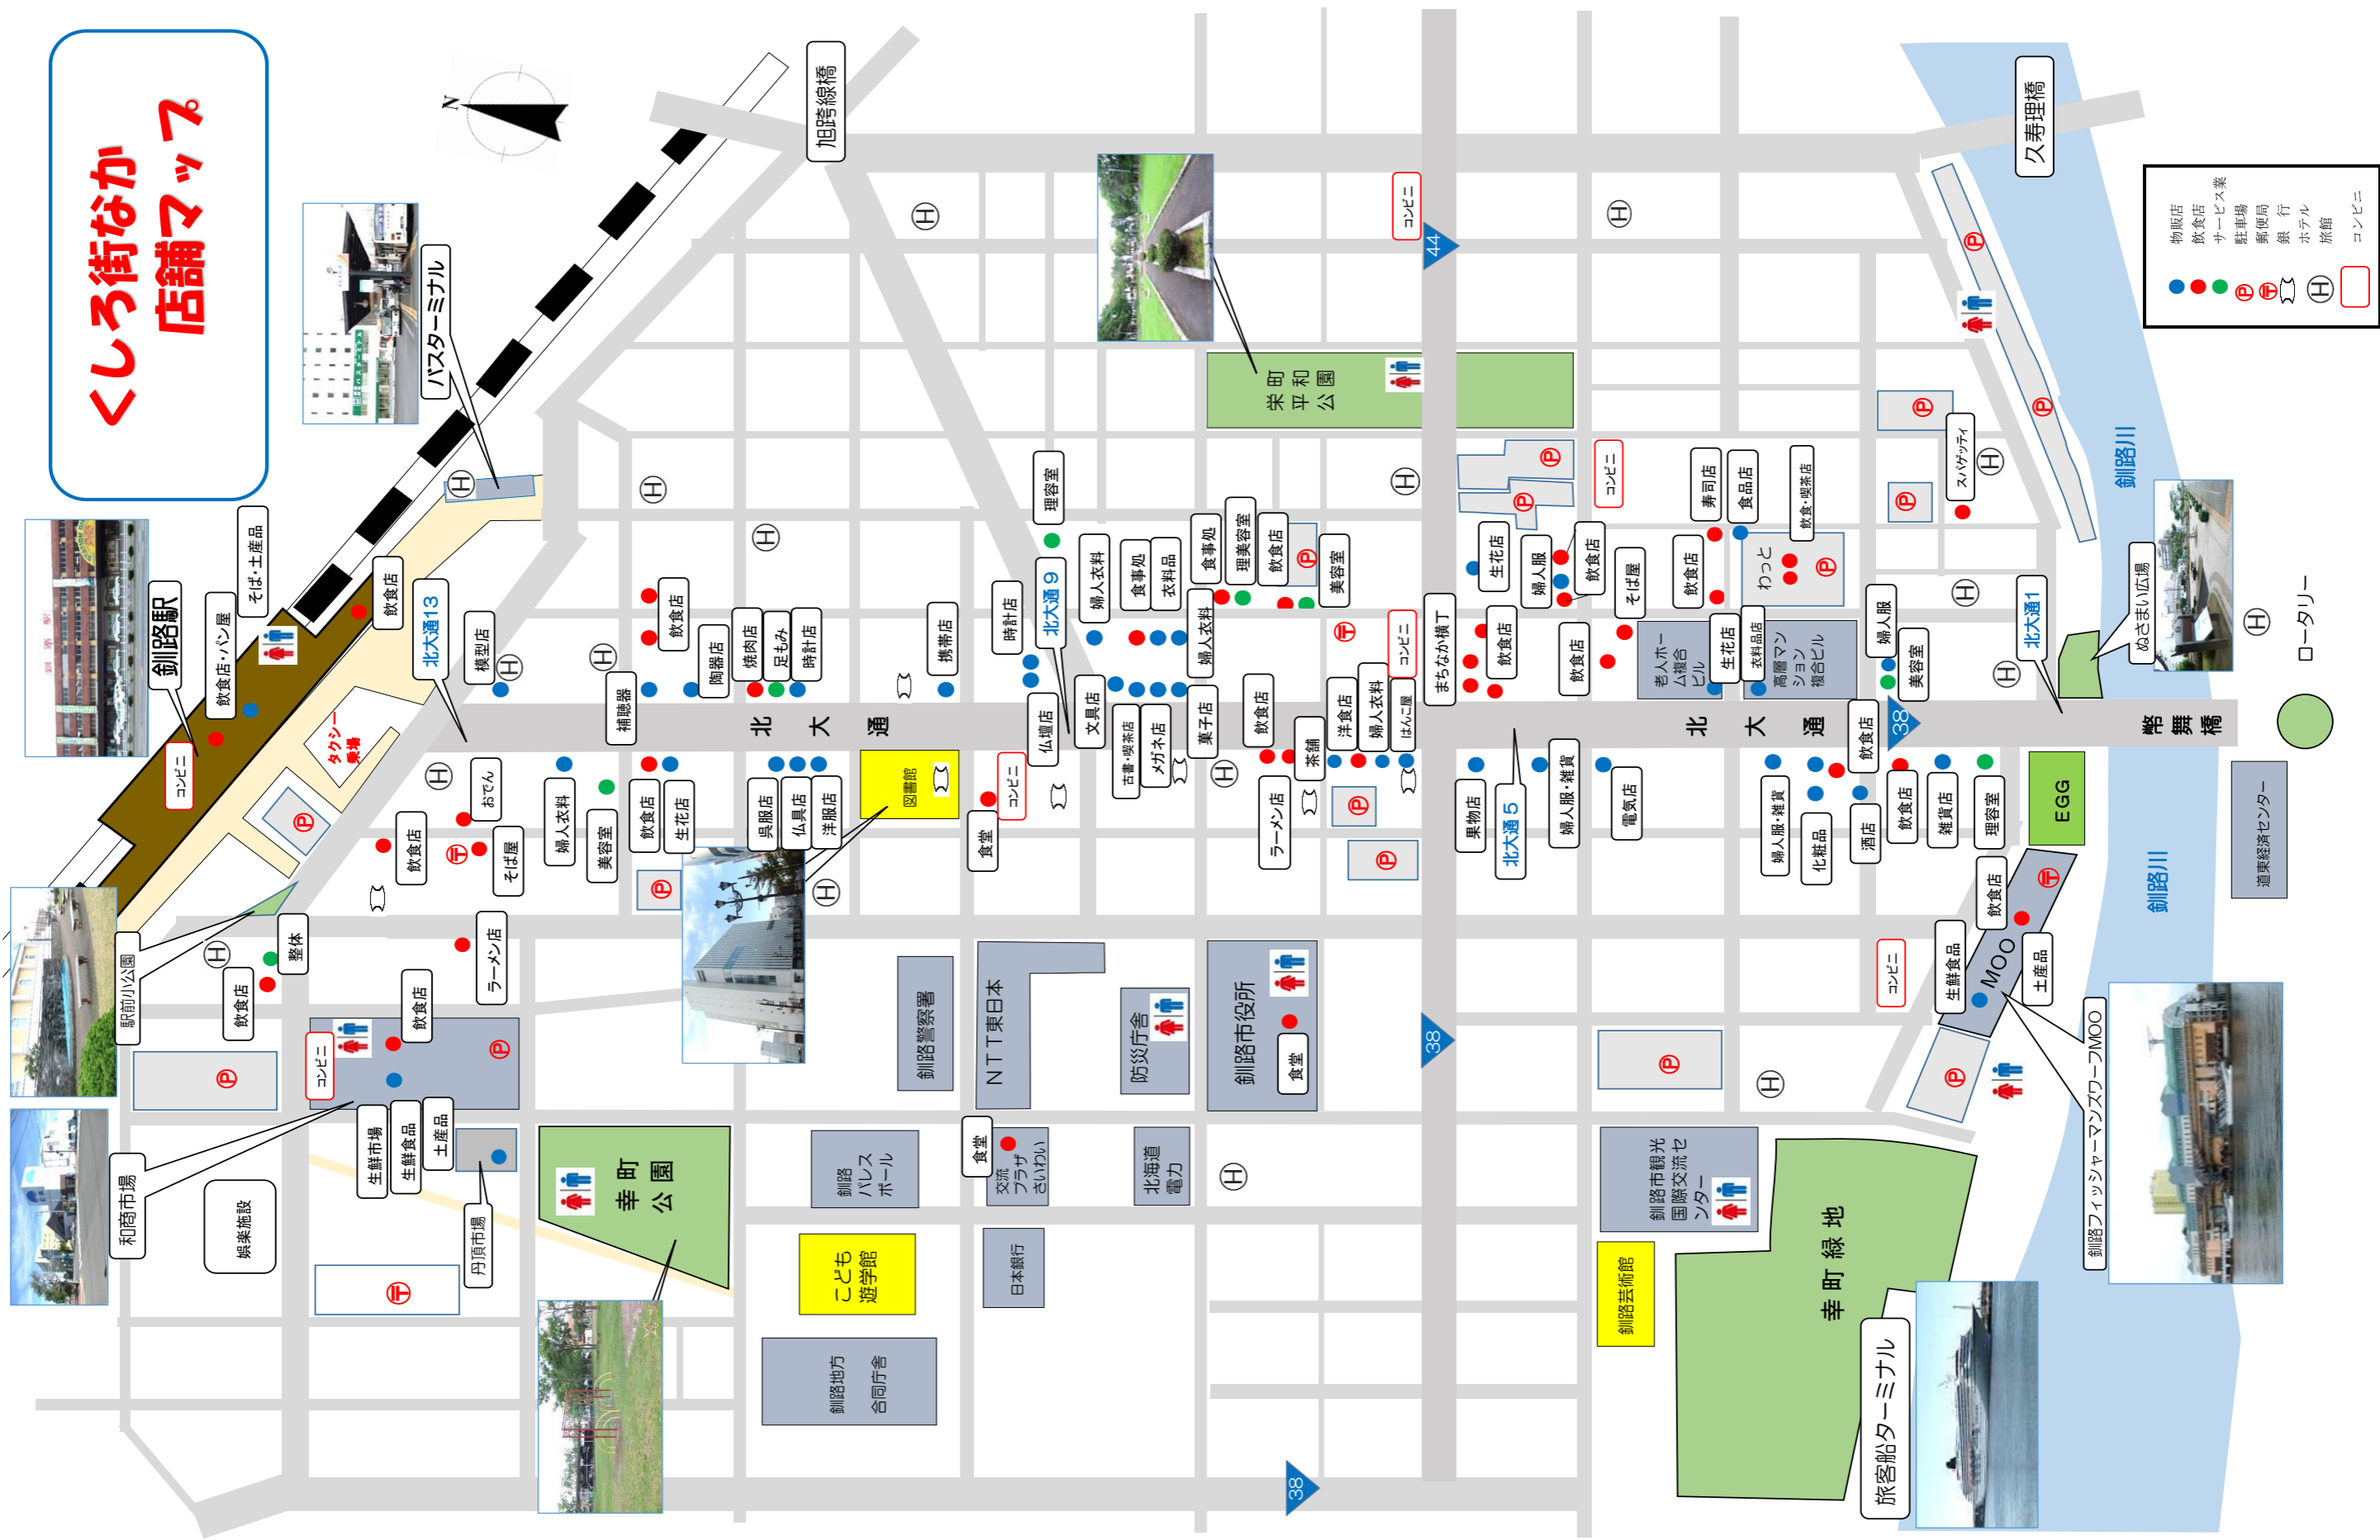 くしろ街なか
店舗マップ
N
旭跨線橋
久寿理橋
バスターミナル
釧路駅
そば・土産品
飲食店・パン屋
コンビニ
飲食店
タクシー
乗場
北大通13
模型店
駅前小公園
整体
飲食店
和商市場
娯楽施設
コンビニ
飲食店
生鮮市場
生鮮食品
土産品
丹頂市場
ラーメン店
飲食店
おでん
そば屋
婦人衣料
美容室
飲食店
生花店
補聴器
飲食店
陶器店
焼肉店
足もみ
時計店
北大通
呉服店
仏具店
洋服店
図書館
携帯店
時計店
北大通9
理容室
仏壇店
コンビニ
食堂
文具店
婦人衣料
食事処
衣料品
古書・喫茶店
メガネ店
菓子店
婦人衣料
食事処
理美容室
飲食店
美容室
飲食店
ラーメン店
茶舗
洋食店
婦人衣料
はんこ屋
コンビニ
まちなか横丁
飲食店
栄町
平和
公園
コンビニ
44
生花店
婦人服
飲食店
そば屋
飲食店
コンビニ
果物店
北大通5
婦人服・雑貨
電気店
寿司店
食品店
飲食・喫茶店
飲食店
わっと
老人ホー
ム複合
ビル
生花店
衣料品店
高層マン
ション
複合ビル
北大通
婦人服
美容室
飲食店
38
婦人服・雑貨
化粧品
酒店
飲食店
雑貨店
理容室
スパゲッティ
北大通1
ぬさまい広場
幣舞橋
ロータリー
EGG
道東経済センター
飲食店
MOO
生鮮食品
土産品
コンビニ
釧路フィッシャーマンズワーフMOO
釧路川
釧路川
幸町
公園
釧路警察署
NTT東日本
防災庁舎
釧路市役所
食堂
38
釧路
パレス
ボール
食堂
交流
プラザ
さいわい
北海道
電力
こども
遊学館
日本銀行
釧路地方
合同庁舎
38
釧路市観光
国際交流セ
ンター
釧路芸術館
幸町緑地
旅客船ターミナル
物販店
飲食店
サービス業
駐車場
郵便局
銀行
ホテル
旅館
コンビニ